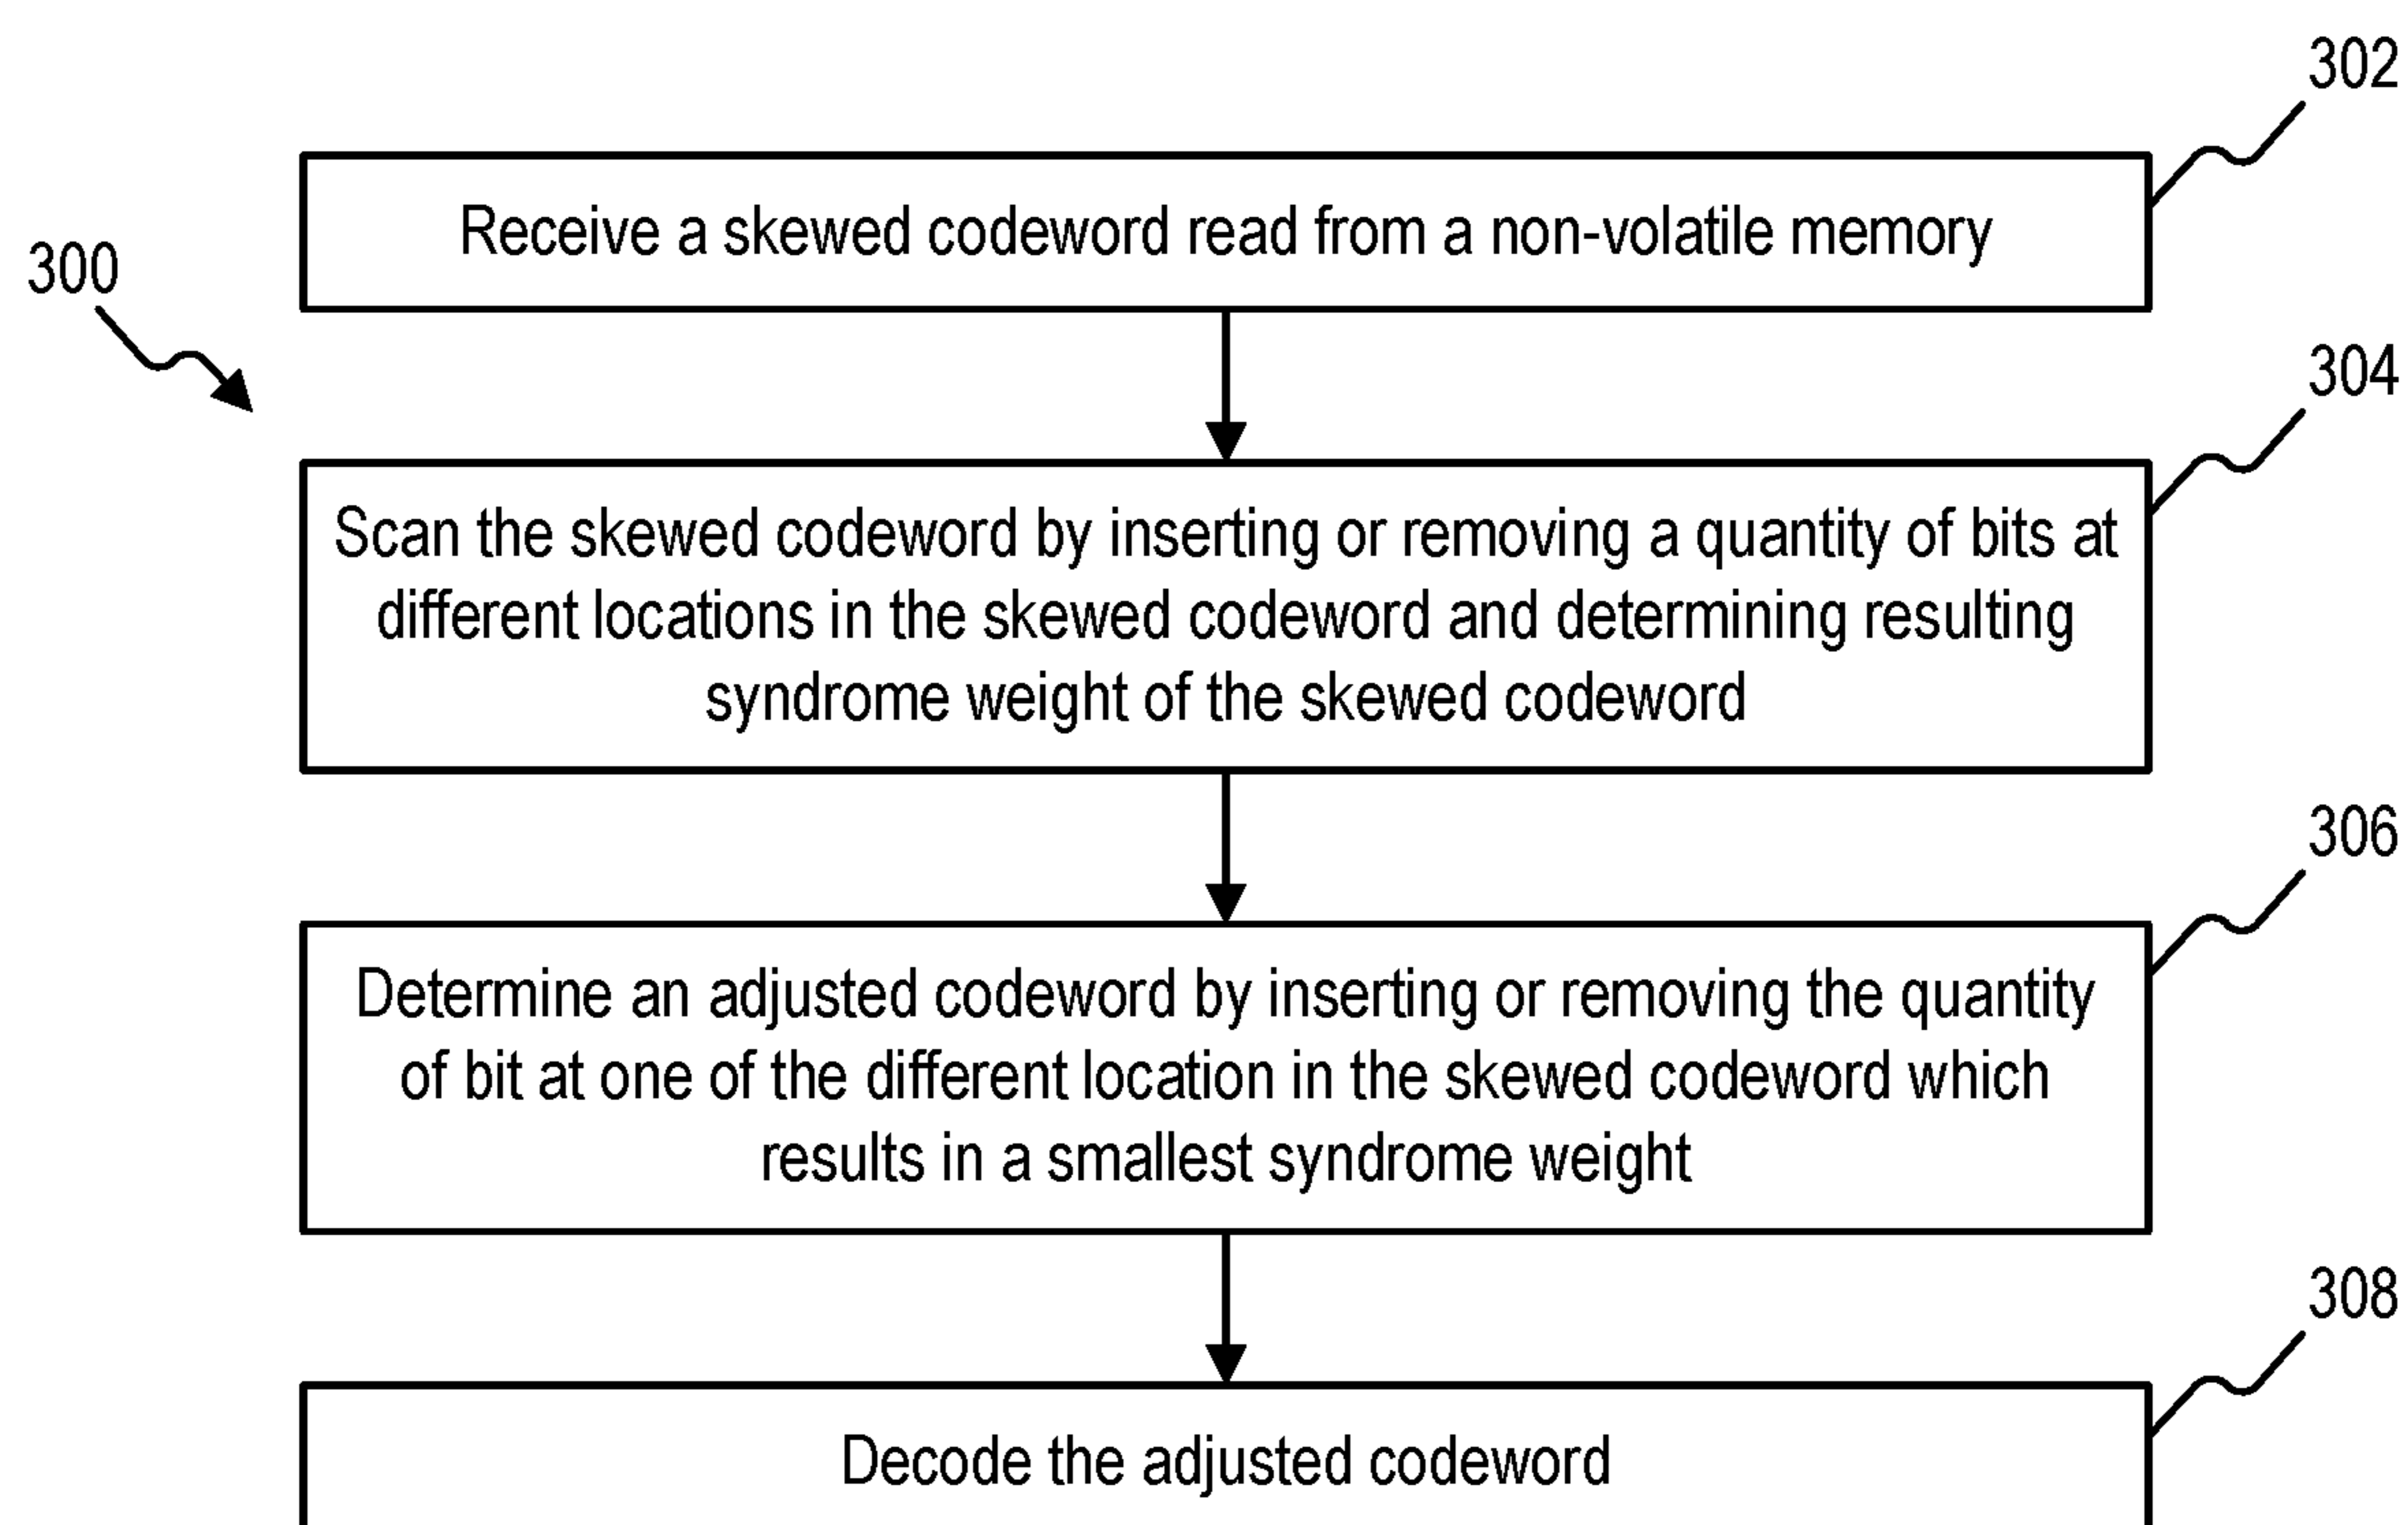 302
Receive a skewed codeword read from a non-volatile memory
300
304
Scan the skewed codeword by inserting or removing a quantity of bits at
different locations in the skewed codeword and determining resulting
syndrome weight of the skewed codeword
306
Determine an adjusted codeword by inserting or removing the quantity
of bit at one of the different location in the skewed codeword which
results in a smallest syndrome weight
308
Decode the adjusted codeword